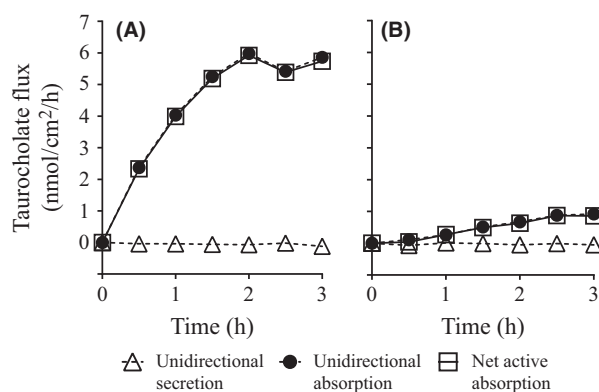 (A)
(B)
Taurocholate flux
(nmol/cm²/h)
7
6
5
4
3
2
1
0
0
1
2
3
0
1
2
3
Time (h)
Time (h)
Unidirectional secretion
Unidirectional absorption
Net active absorption